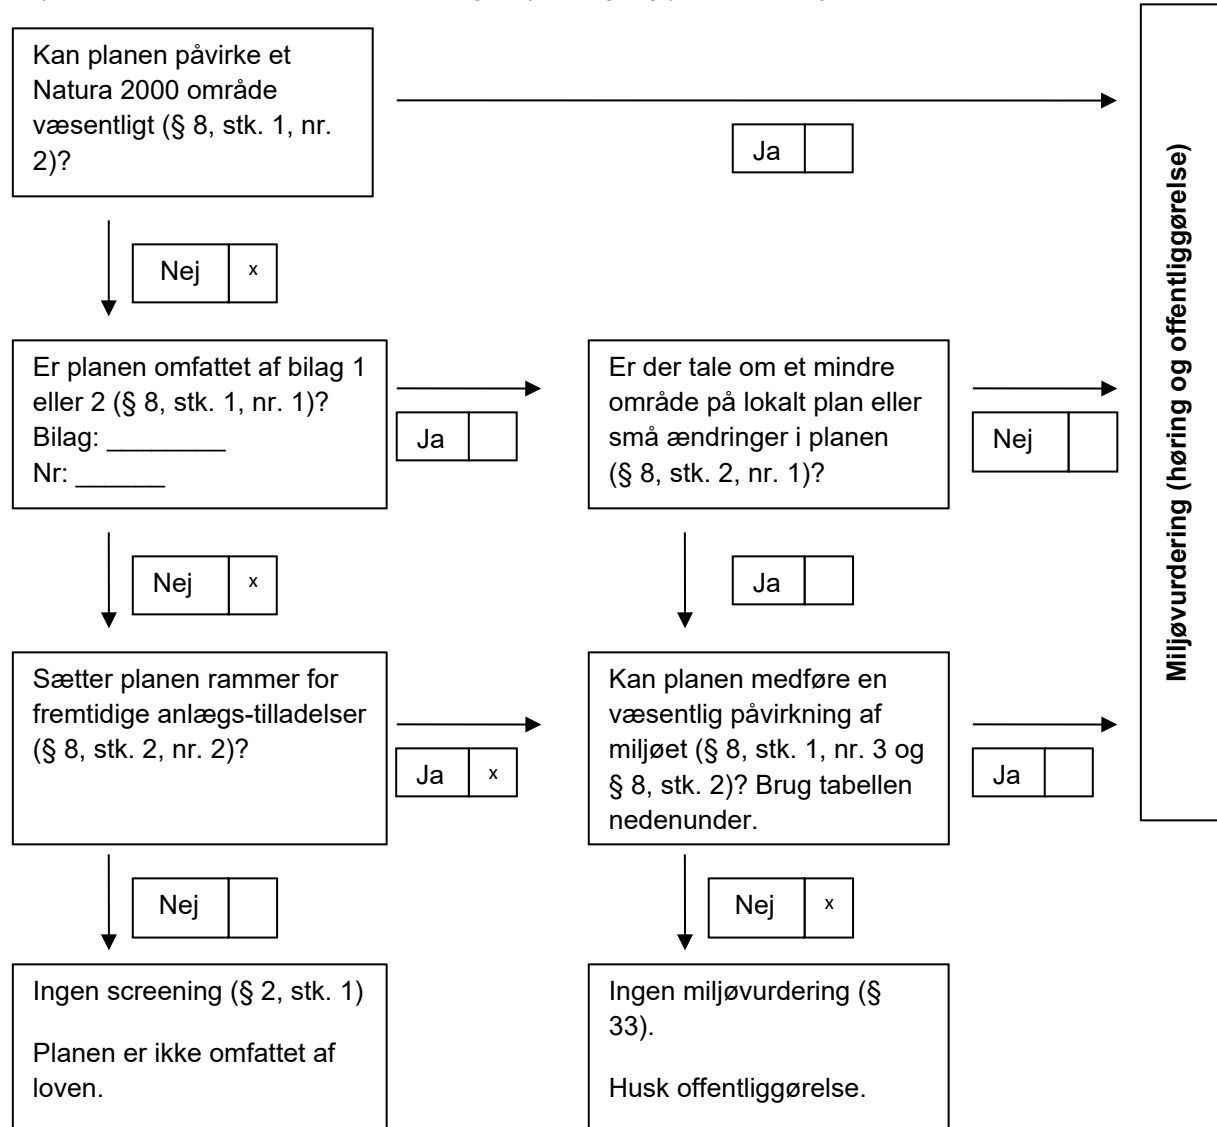 Kan planen påvirke et
Natura 2000 område
væsentligt (§ 8, stk. 1, nr.
2)?
Ja
Nej x
Er planen omfattet af bilag 1
eller 2 (§ 8, stk. 1, nr. 1)?
Bilag: ________
Nr: ______
Ja
Er der tale om et mindre
område på lokalt plan eller
små ændringer i planen
(§ 8, stk. 2, nr. 1)?
Nej
Nej x
Ja
Sætter planen rammer for
fremtidige anlægs-tilladelser
(§ 8, stk. 2, nr. 2)?
Ja x
Kan planen medføre en
væsentlig påvirkning af
miljøet (§ 8, stk. 1, nr. 3 og
§ 8, stk. 2)? Brug tabellen
nedenunder.
Ja
Nej
Nej x
Ingen screening (§ 2, stk. 1)
Planen er ikke omfattet af
loven.
Ingen miljøvurdering (§
33).
Husk offentliggørelse.
Miljøvurdering (høring og offentliggørelse)